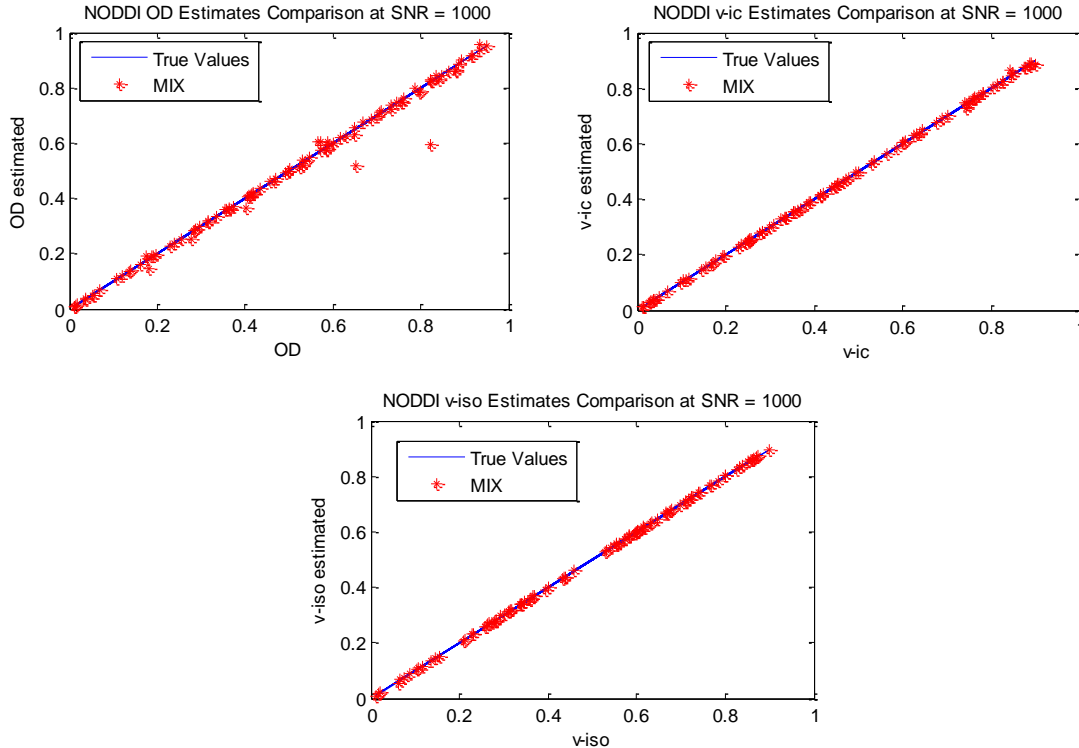 NODDI OD Estimates Comparison at SNR = 1000
1
0.8
0.6
0.4
0.2
0
OD estimated
True Values
MIX
0
0.2
0.4
0.6
0.8
1
OD
NODDI v-ic Estimates Comparison at SNR = 1000
1
0.8
0.6
0.4
0.2
0
v-ic estimated
True Values
MIX
0
0.2
0.4
0.6
0.8
1
v-ic
NODDI v-iso Estimates Comparison at SNR = 1000
1
0.8
0.6
0.4
0.2
0
v-iso estimated
True Values
MIX
0
0.2
0.4
0.6
0.8
1
v-iso